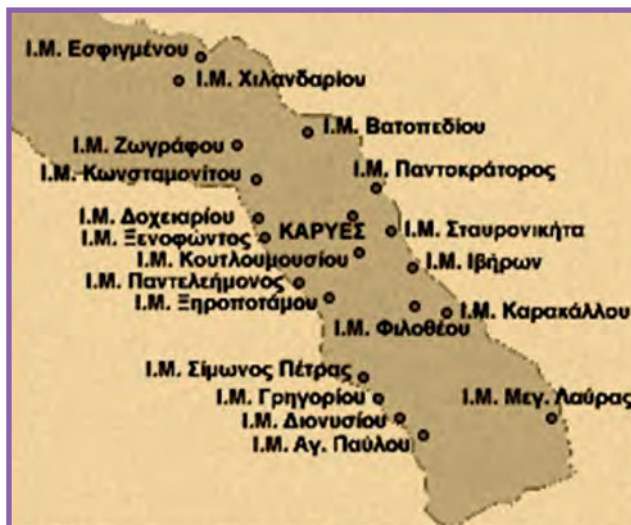 Ι.Μ. Εσφιγμένου
Ι.Μ. Χιλανδαρίου
Ι.Μ. Βατοπεδίου
Ι.Μ. Ζωγράφου
Ι.Μ. Παντοκράτορος
Ι.Μ. Κωνσταμονίτου
Ι.Μ. Δοχειαρίου
ΚΑΡΥΕΣ
Ι.Μ. Σταυρονικήτα
Ι.Μ. Ξενοφώντος
Ι.Μ. Κουτλουμουσίου
Ι.Μ. Ιβήρων
Ι.Μ. Παντελεήμονος
Ι.Μ. Ξηροποτάμου
Ι.Μ. Καρακάλλου
Ι.Μ. Φιλοθέου
Ι.Μ. Σίμωνος Πέτρας
Ι.Μ. Γρηγορίου
Ι.Μ. Μεγ. Λαύρας
Ι.Μ. Διονυσίου
Ι.Μ. Αγ. Παύλου